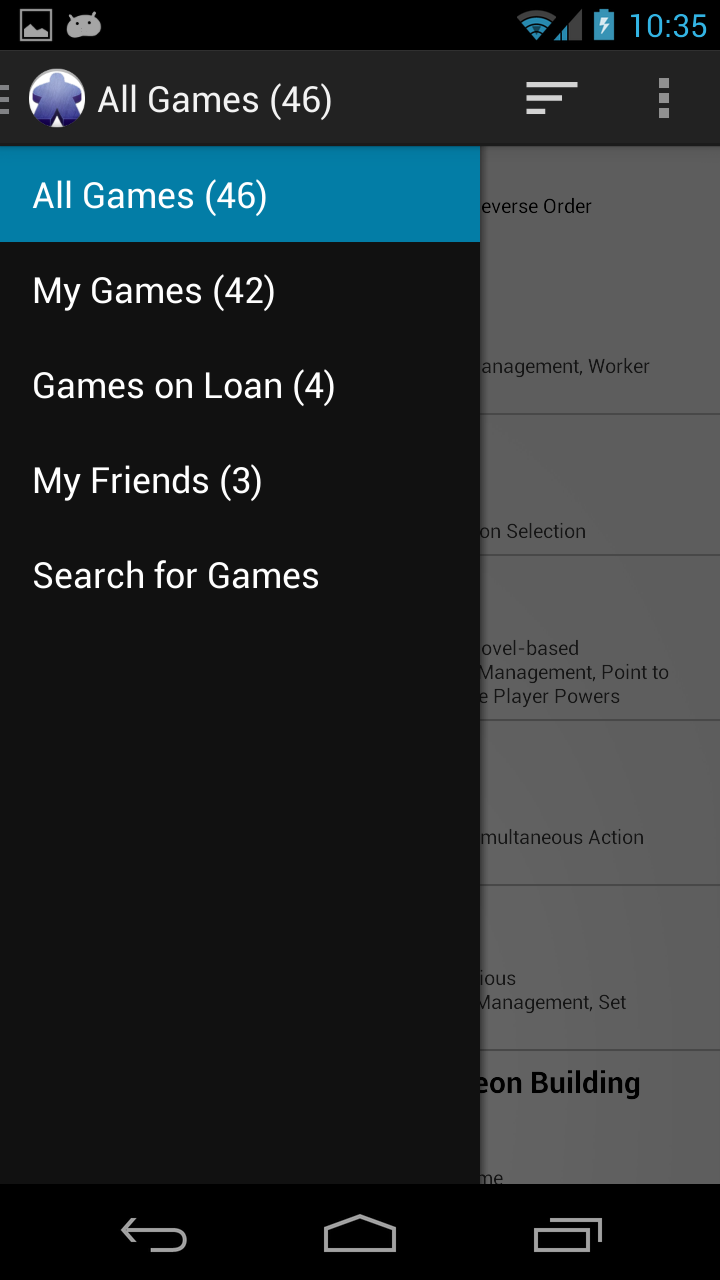 10:35
All Games (46)
All Games (46)
My Games (42)
Games on Loan (4)
My Friends (3)
Search for Games
everse Order
anagement, Worker
on Selection
ovel-based
Management, Point to
e Player Powers
multaneous Action
ious
Management, Set
eon Building
me